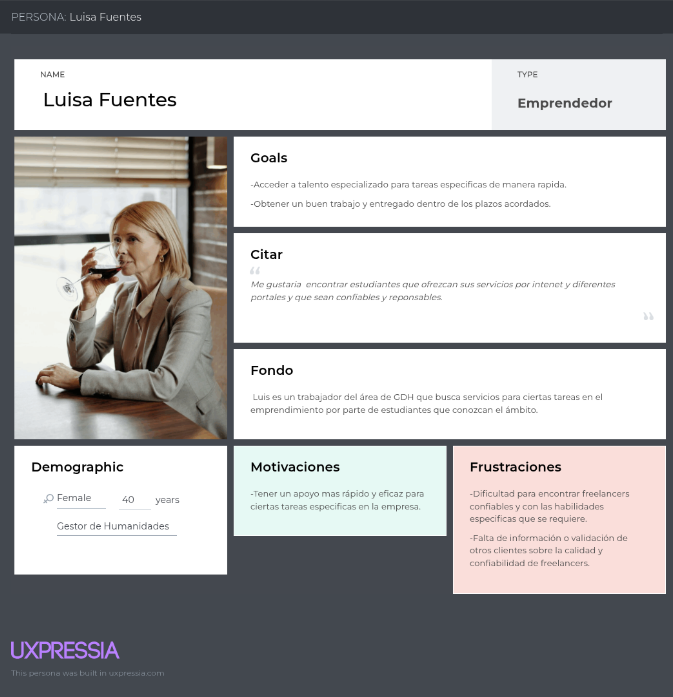 PERSONA: Luisa Fuentes
NAME
Luisa Fuentes
TYPE
Emprendedor
Goals
-Acceder a talento especializado para tareas especificas de manera rapida.
-Obtener un buen trabajo y entregado dentro de los plazos acordados.
Citar
“
Me gustaria encontrar estudiantes que ofrezcan sus servicios por intenet y diferentes
portales y que sean confiables y reponsables.
”
Fondo
Luis es un trabajador del área de GDH que busca servicios para ciertas tareas en el
emprendimiento por parte de estudiantes que conozcan el ámbito.
Demographic
Female 40 years
Gestor de Humanidades
Motivaciones
-Tener un apoyo mas rápido y eficaz para
ciertas tareas especificas en la empresa.
Frustraciones
-Dificultad para encontrar freelancers
confiables y con las habilidades
especificas que se requiere.
-Falta de información o validación de
otros clientes sobre la calidad y
confiabilidad de freelancers.
UXPRESSIA
This persona was built in uxpressia.com